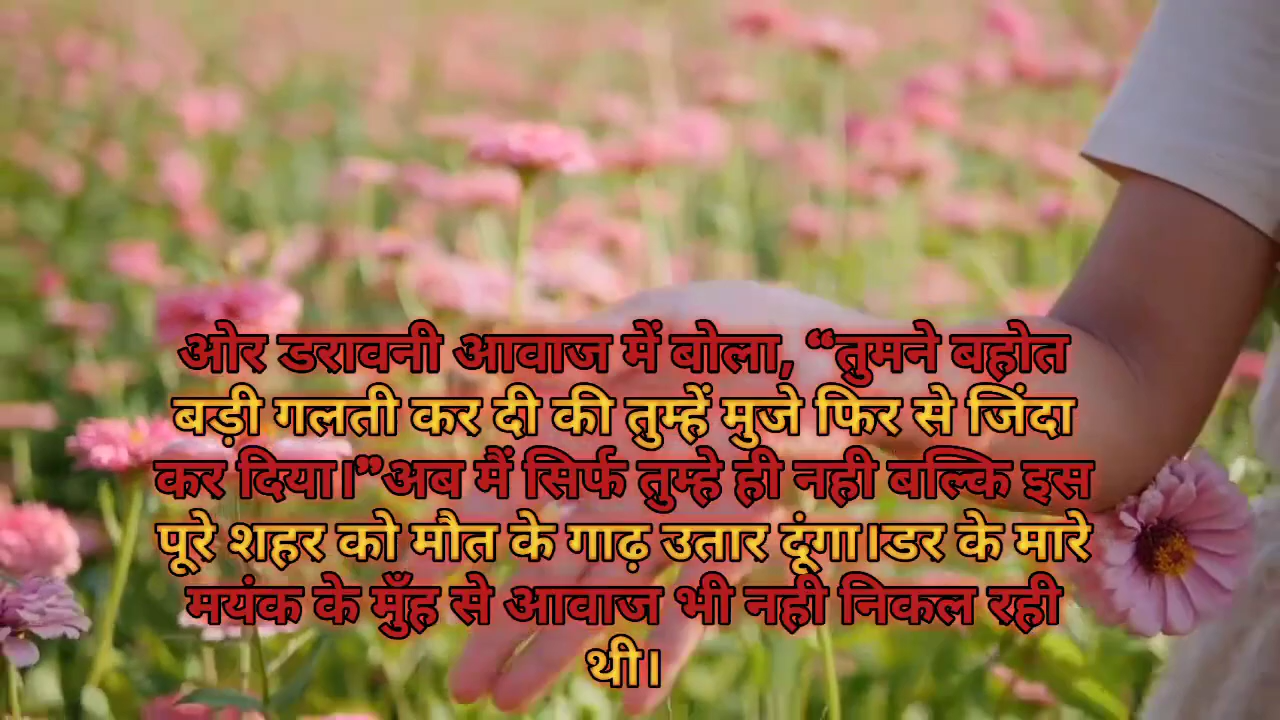 ओर डरावनी आवाज में बोला, “तुमने बहोत
बड़ी गलती कर दी की तुम्हें मुजे फिर से जिंदा
कर दिया।”अब मैं सिर्फ तुम्हे ही नही बल्कि इस
पूरे शहर को मौत के गाढ़ उतार दूंगा।डर के मारे
मयंक के मुँह से आवाज भी नही निकल रही
थी।